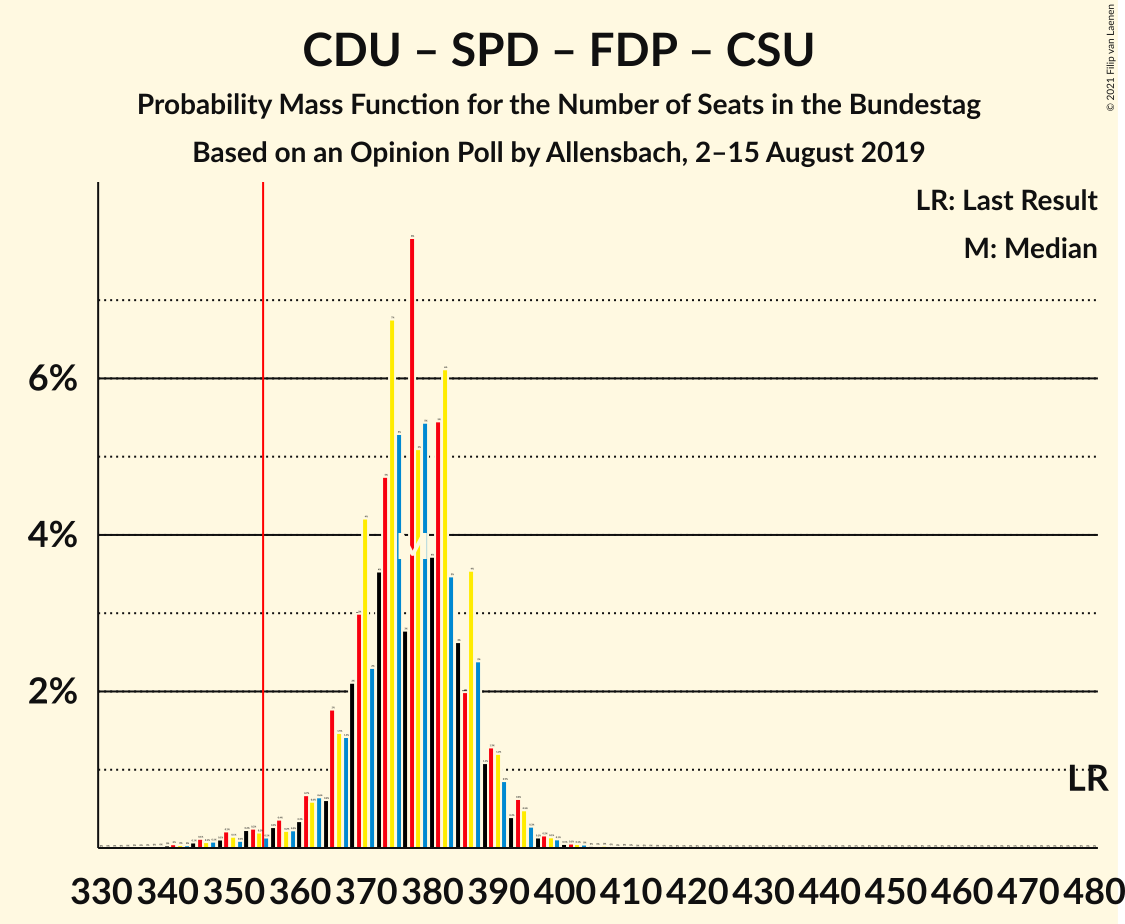 CDU – SPD – FDP – CSU
Probability Mass Function for the Number of Seats in the Bundestag
Based on an Opinion Poll by Allensbach, 2–15 August 2019
© 2021 Filip van Laenen
LR: Last Result
M: Median
6%
4%
2%
M
LR
330 340 350 360 370 380 390 400 410 420 430 440 450 460 470 480